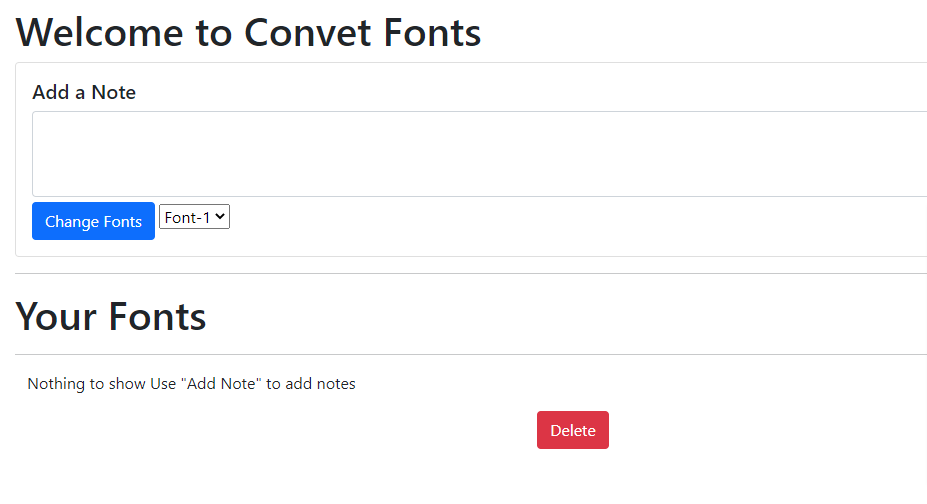 Welcome to Convet Fonts
Add a Note
Change Fonts Font-1
Your Fonts
Nothing to show Use "Add Note" to add notes
Delete